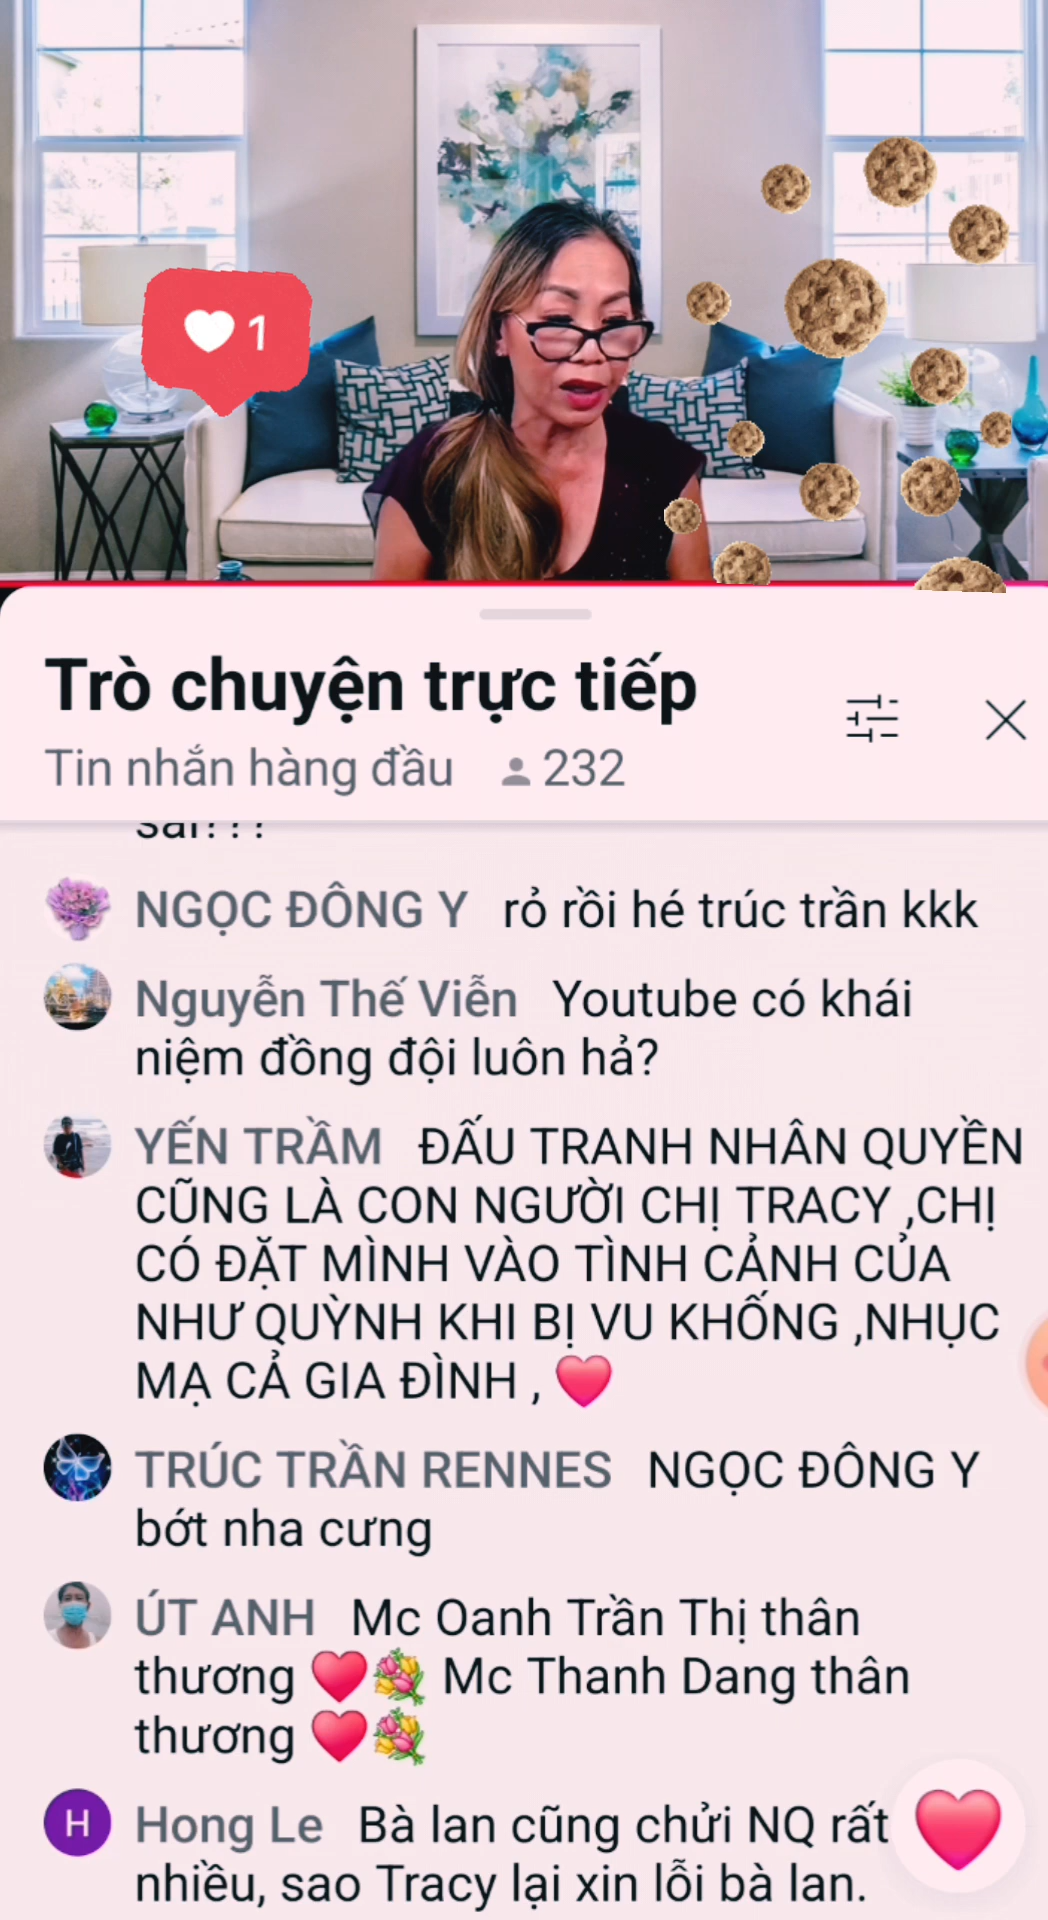 1
Trò chuyện trực tiếp
Tin nhắn hàng đầu 232
sai???
NGỌC ĐÔNG Y rỏ rồi hé trúc trần kkk
Nguyễn Thế Viễn Youtube có khái
niệm đồng đội luôn hả?
YẾN TRẦM ĐẤU TRANH NHÂN QUYỀN
CŨNG LÀ CON NGƯỜI CHỊ TRACY ,CHỊ
CÓ ĐẶT MÌNH VÀO TÌNH CẢNH CỦA
NHƯ QUỲNH KHI BỊ VU KHỐNG ,NHỤC
MẠ CẢ GIA ĐÌNH , ❤️
TRÚC TRẦN RENNES NGỌC ĐÔNG Y
bớt nha cưng
ÚT ANH Mc Oanh Trần Thị thân
thương ❤️💐 Mc Thanh Dang thân
thương ❤️💐
H Hong Le Bà lan cũng chửi NQ rất
nhiều, sao Tracy lại xin lỗi bà lan.